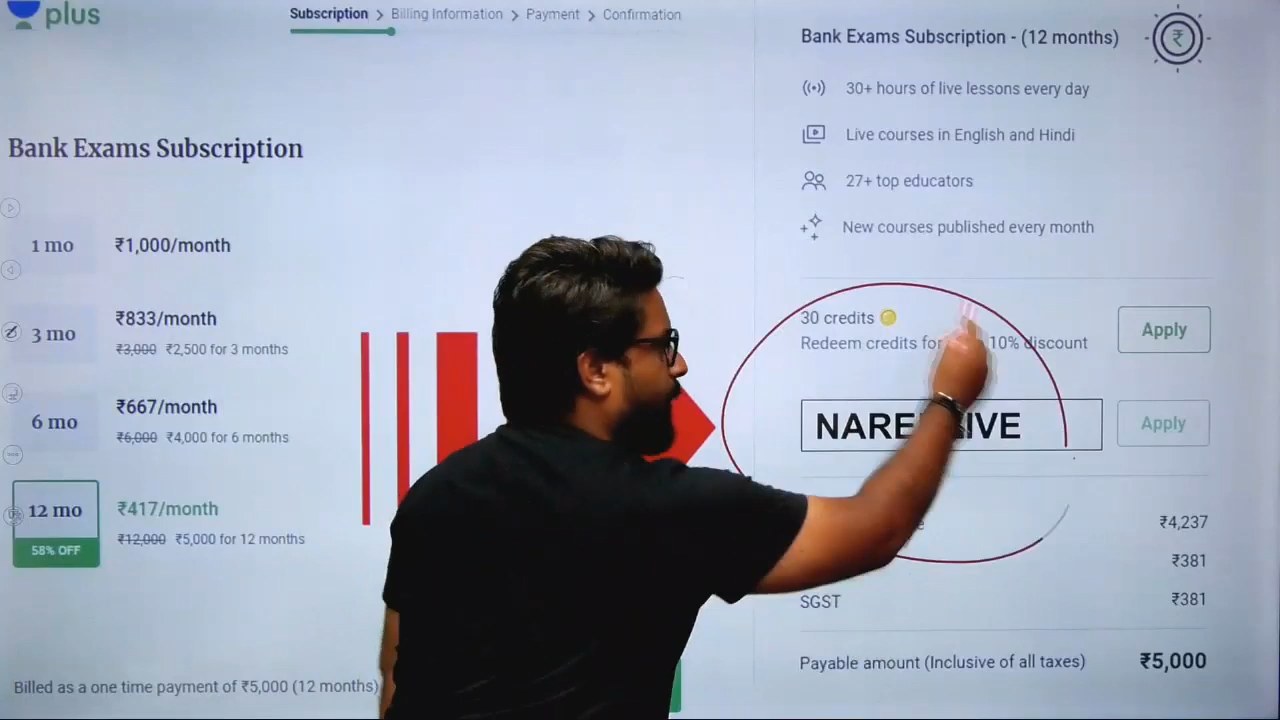 plus
Subscription > Billing Information > Payment > Confirmation
Bank Exams Subscription
1 mo ₹1,000/month
3 mo ₹833/month
₹3,000 ₹2,500 for 3 months
6 mo ₹667/month
₹6,000 ₹4,000 for 6 months
12 mo ₹417/month
58% OFF ₹12,000 ₹5,000 for 12 months
Billed as a one time payment of ₹5,000 (12 months)
Bank Exams Subscription - (12 months)
30+ hours of live lessons every day
Live courses in English and Hindi
27+ top educators
New courses published every month
30 credits
Redeem credits for 10% discount
Apply
Apply
₹4,237
₹381
SGST ₹381
Payable amount (Inclusive of all taxes) ₹5,000